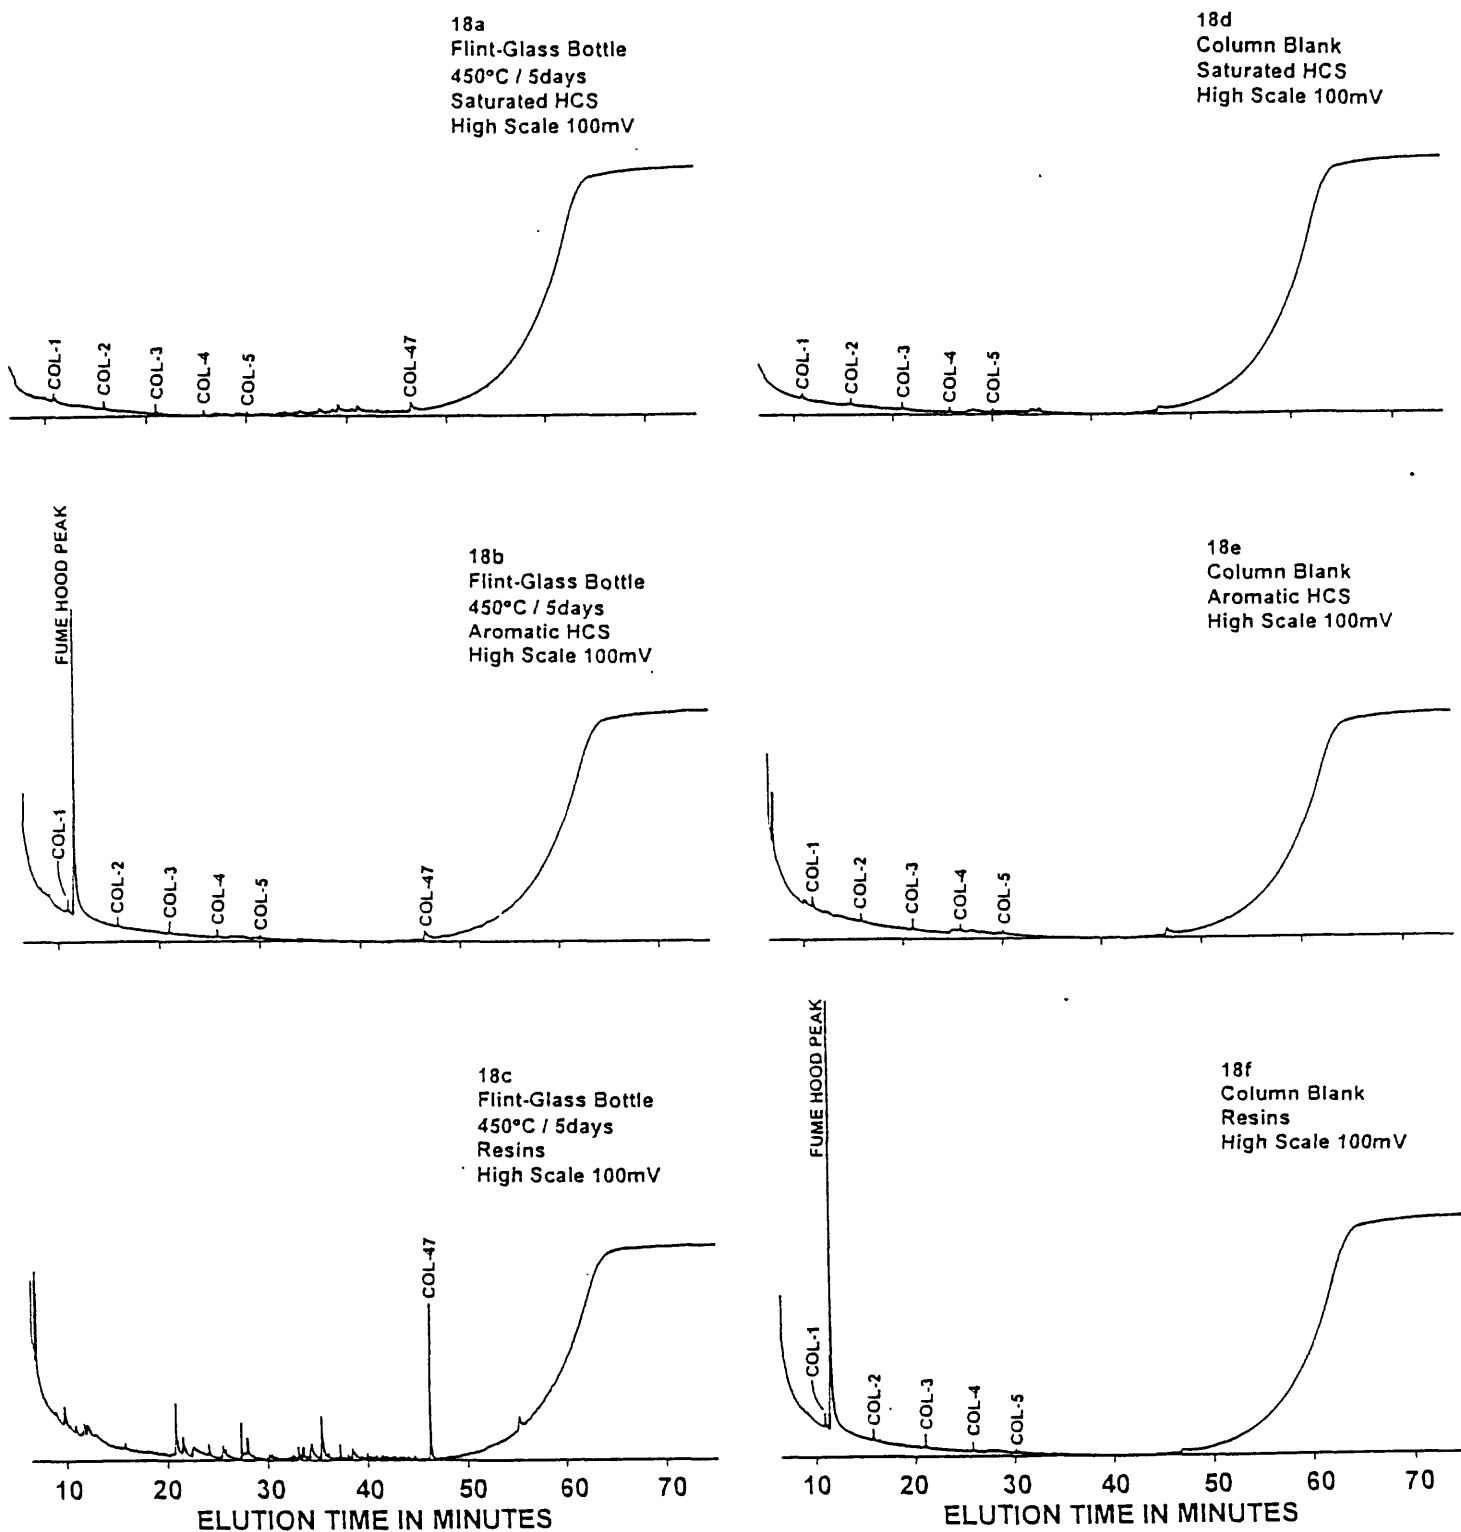 18a
Flint-Glass Bottle
450°C / 5days
Saturated HCS
High Scale 100mV
COL-1
COL-2
COL-3
COL-4
COL-5
COL-47
18d
Column Blank
Saturated HCS
High Scale 100mV
COL-1
COL-2
COL-3
COL-4
COL-5
18b
Flint-Glass Bottle
450°C / 5days
Aromatic HCS
High Scale 100mV
FUME HOOD PEAK
COL-1
COL-2
COL-3
COL-4
COL-5
COL-47
18e
Column Blank
Aromatic HCS
High Scale 100mV
COL-1
COL-2
COL-3
COL-4
COL-5
18c
Flint-Glass Bottle
450°C / 5days
Resins
High Scale 100mV
COL-47
10 20 30 40 50 60 70
ELUTION TIME IN MINUTES
18f
Column Blank
Resins
High Scale 100mV
FUME HOOD PEAK
COL-1
COL-2
COL-3
COL-4
COL-5
10 20 30 40 50 60 70
ELUTION TIME IN MINUTES